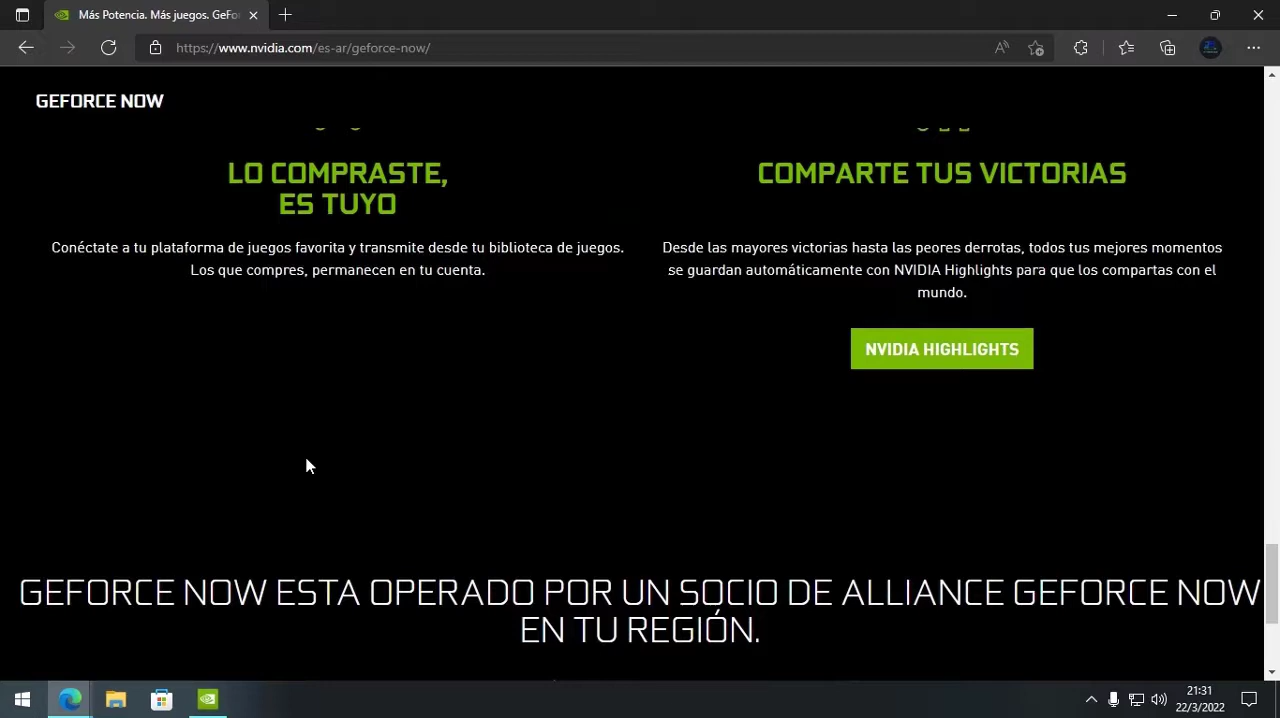 Más Potencia. Más juegos. GeFo
https://www.nvidia.com/es-ar/geforce-now/
GEFORCE NOW
LO COMPRASTE,
ES TUYO
Conéctate a tu plataforma de juegos favorita y transmite desde tu biblioteca de juegos.
Los que compres, permanecen en tu cuenta.
COMPARTE TUS VICTORIAS
Desde las mayores victorias hasta las peores derrotas, todos tus mejores momentos
se guardan automáticamente con NVIDIA Highlights para que los compartas con el
mundo.
NVIDIA HIGHLIGHTS
GEFORCE NOW ESTA OPERADO POR UN SOCIO DE ALLIANCE GEFORCE NOW
EN TU REGIÓN.
21:31
22/3/2022